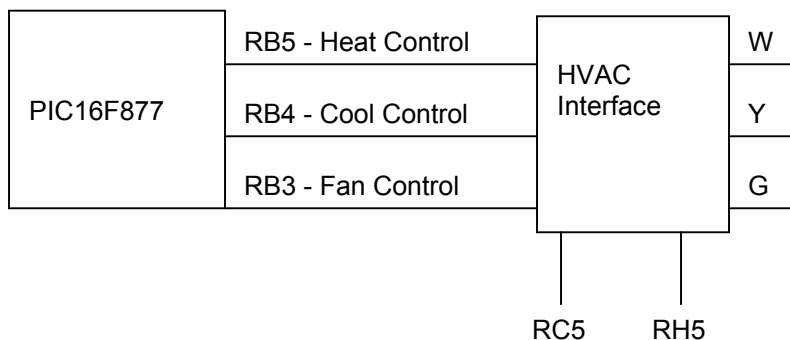 RB5 - Heat Control
W
HVAC
Interface
PIC16F877
RB4 - Cool Control
Y
RB3 - Fan Control
G
RC5
RH5